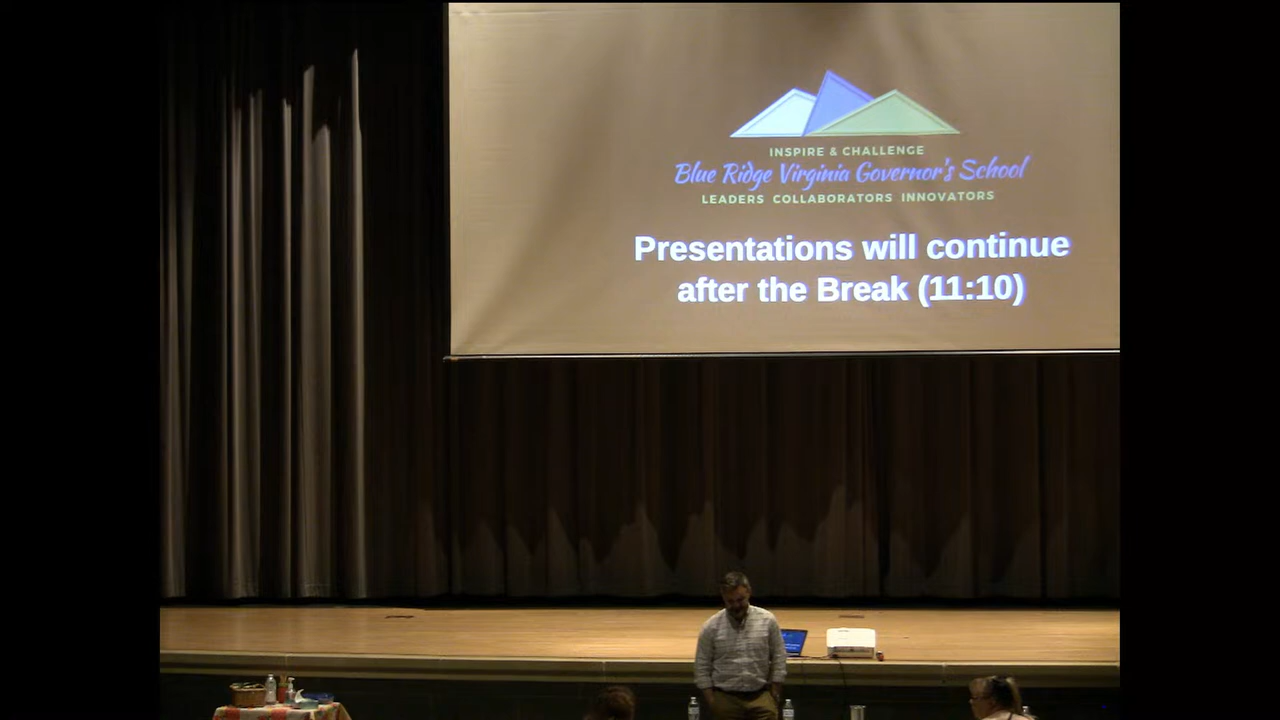 INSPIRE & CHALLENGE
Blue Ridge Virginia Governor's School
LEADERS COLLABORATORS INNOVATORS
Presentations will continue
after the Break (11:10)